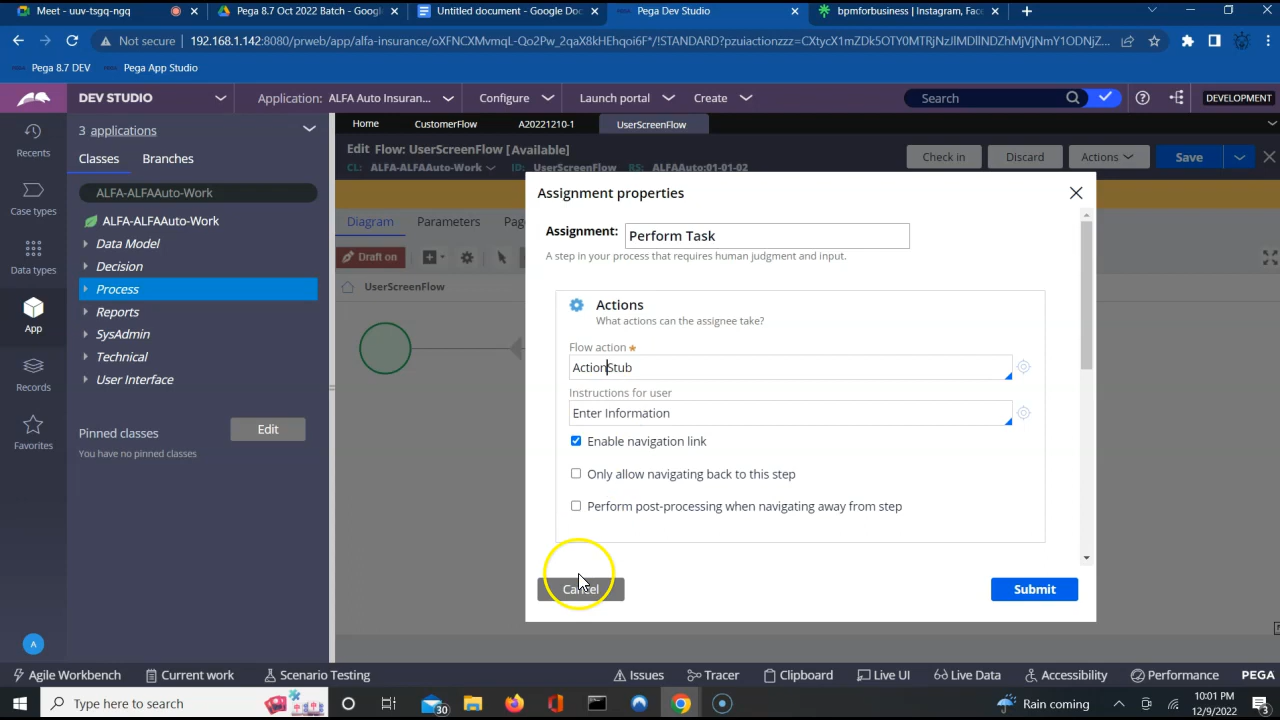 Meet - uuv-tsgq-ngq
Pega 8.7 Oct 2022 Batch - Googl
Untitled document - Google Doc
Pega Dev Studio
bpmforbusiness | Instagram, Fac
Not secure 192.168.1.142:8080/prweb/app/alfa-insurance/oXFNCXMvmqL-Qo2Pw_2qaX8kHEhqoi6F*/!STANDARD?pzuiactionzzz=CXtycX1mZDk5OTY0MTRjNzJlMDllNDZhMjVjNmY1ODNjZ...
Pega 8.7 DEV
Pega App Studio
DEV STUDIO
Application: ALFA Auto Insuran...
Configure
Launch portal
Create
Search
DEVELOPMENT
Recents
Case types
Data types
App
Records
Favorites
A
3 applications
Classes
Branches
ALFA-ALFAAuto-Work
ALFA-ALFAAuto-Work
Data Model
Decision
Process
Reports
SysAdmin
Technical
User Interface
Pinned classes
Edit
You have no pinned classes
Home
CustomerFlow
A20221210-1
UserScreenFlow
Edit Flow: UserScreenFlow [Available]
CL: ALFA-ALFAAuto-Work ID: UserScreenFlow RS: ALFAAuto:01-01-02
Check in
Discard
Actions
Save
Diagram
Parameters
Pag
Draft on
UserScreenFlow
Assignment properties
Assignment: Perform Task
A step in your process that requires human judgment and input.
Actions
What actions can the assignee take?
Flow action
ActionStub
Instructions for user
Enter Information
Enable navigation link
Only allow navigating back to this step
Perform post-processing when navigating away from step
Cancel
Submit
Agile Workbench
Current work
Scenario Testing
Issues
Tracer
Clipboard
Live UI
Live Data
Accessibility
Performance
PEGA
Type here to search
30
Rain coming
10:01 PM
12/9/2022
3